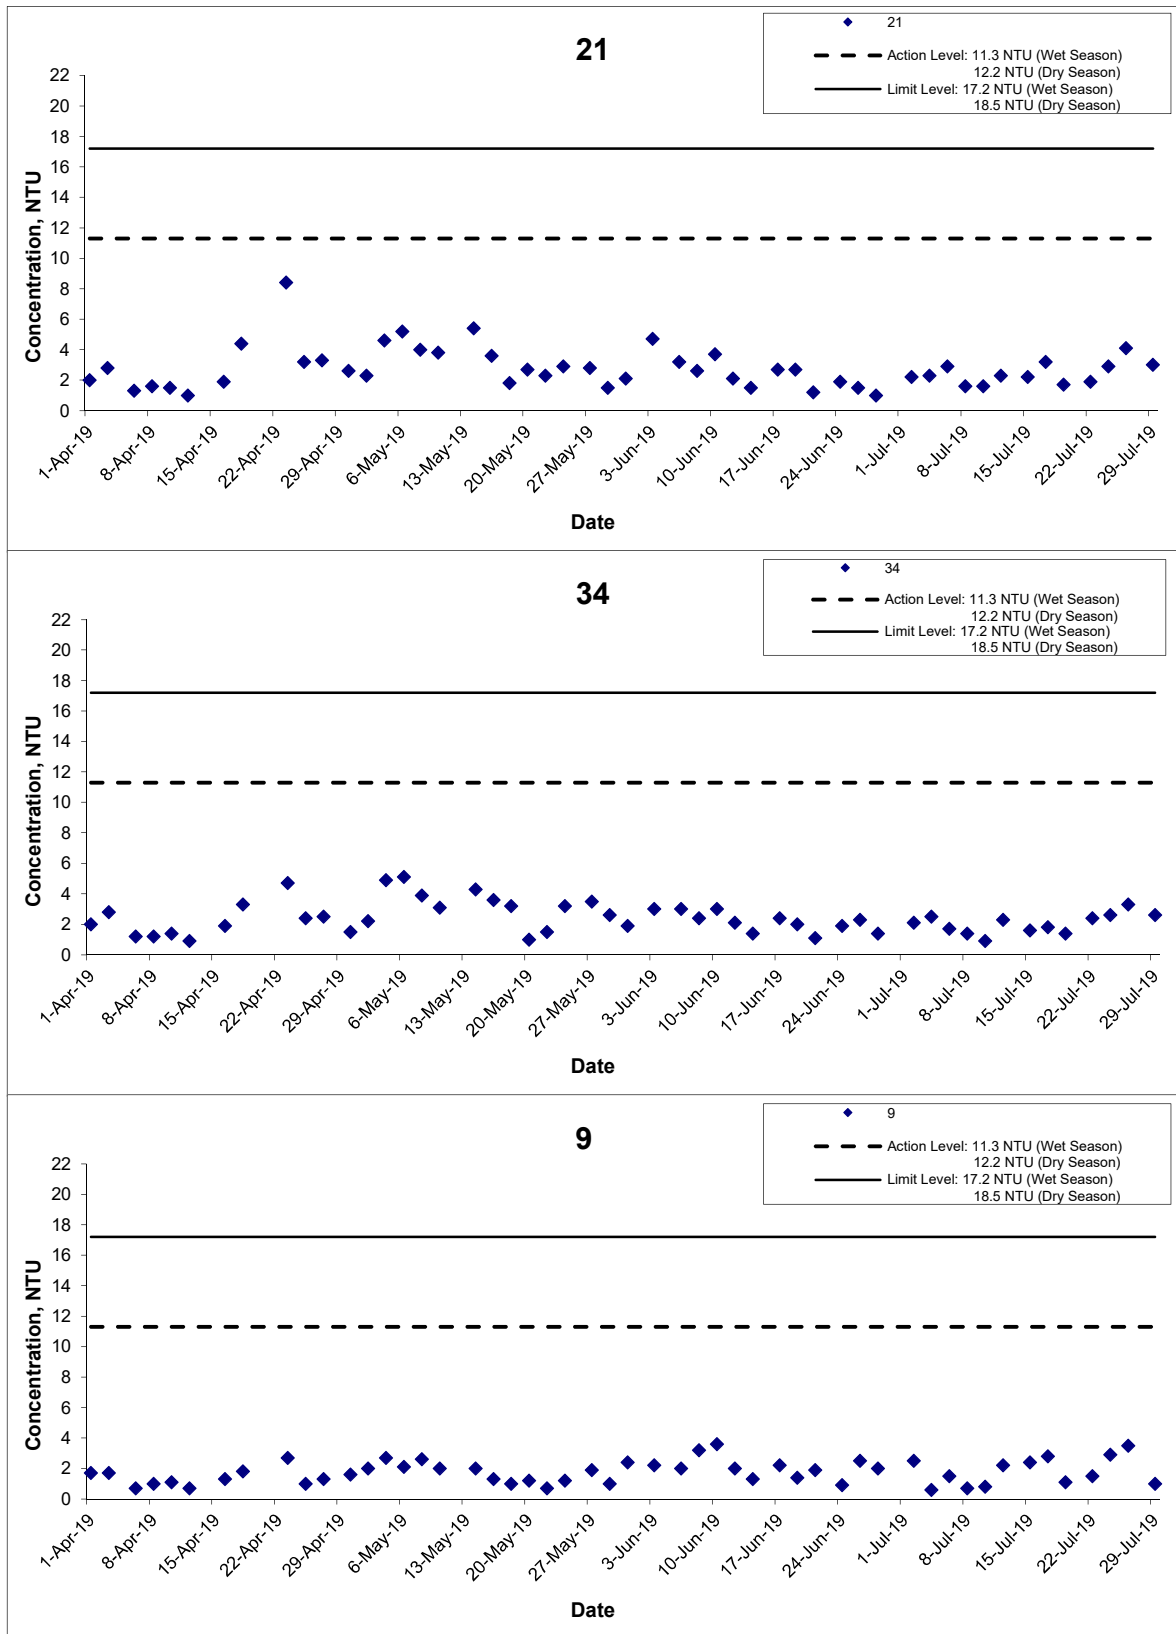 21
21
Action Level: 11.3 NTU (Wet Season)
12.2 NTU (Dry Season)
Limit Level: 17.2 NTU (Wet Season)
18.5 NTU (Dry Season)
Concentration, NTU
22
20
18
16
14
12
10
8
6
4
2
0
1-Apr-19
8-Apr-19
15-Apr-19
22-Apr-19
29-Apr-19
6-May-19
13-May-19
20-May-19
27-May-19
3-Jun-19
10-Jun-19
17-Jun-19
24-Jun-19
1-Jul-19
8-Jul-19
15-Jul-19
22-Jul-19
29-Jul-19
Date
34
34
Action Level: 11.3 NTU (Wet Season)
12.2 NTU (Dry Season)
Limit Level: 17.2 NTU (Wet Season)
18.5 NTU (Dry Season)
Concentration, NTU
22
20
18
16
14
12
10
8
6
4
2
0
1-Apr-19
8-Apr-19
15-Apr-19
22-Apr-19
29-Apr-19
6-May-19
13-May-19
20-May-19
27-May-19
3-Jun-19
10-Jun-19
17-Jun-19
24-Jun-19
1-Jul-19
8-Jul-19
15-Jul-19
22-Jul-19
29-Jul-19
Date
9
9
Action Level: 11.3 NTU (Wet Season)
12.2 NTU (Dry Season)
Limit Level: 17.2 NTU (Wet Season)
18.5 NTU (Dry Season)
Concentration, NTU
22
20
18
16
14
12
10
8
6
4
2
0
1-Apr-19
8-Apr-19
15-Apr-19
22-Apr-19
29-Apr-19
6-May-19
13-May-19
20-May-19
27-May-19
3-Jun-19
10-Jun-19
17-Jun-19
24-Jun-19
1-Jul-19
8-Jul-19
15-Jul-19
22-Jul-19
29-Jul-19
Date